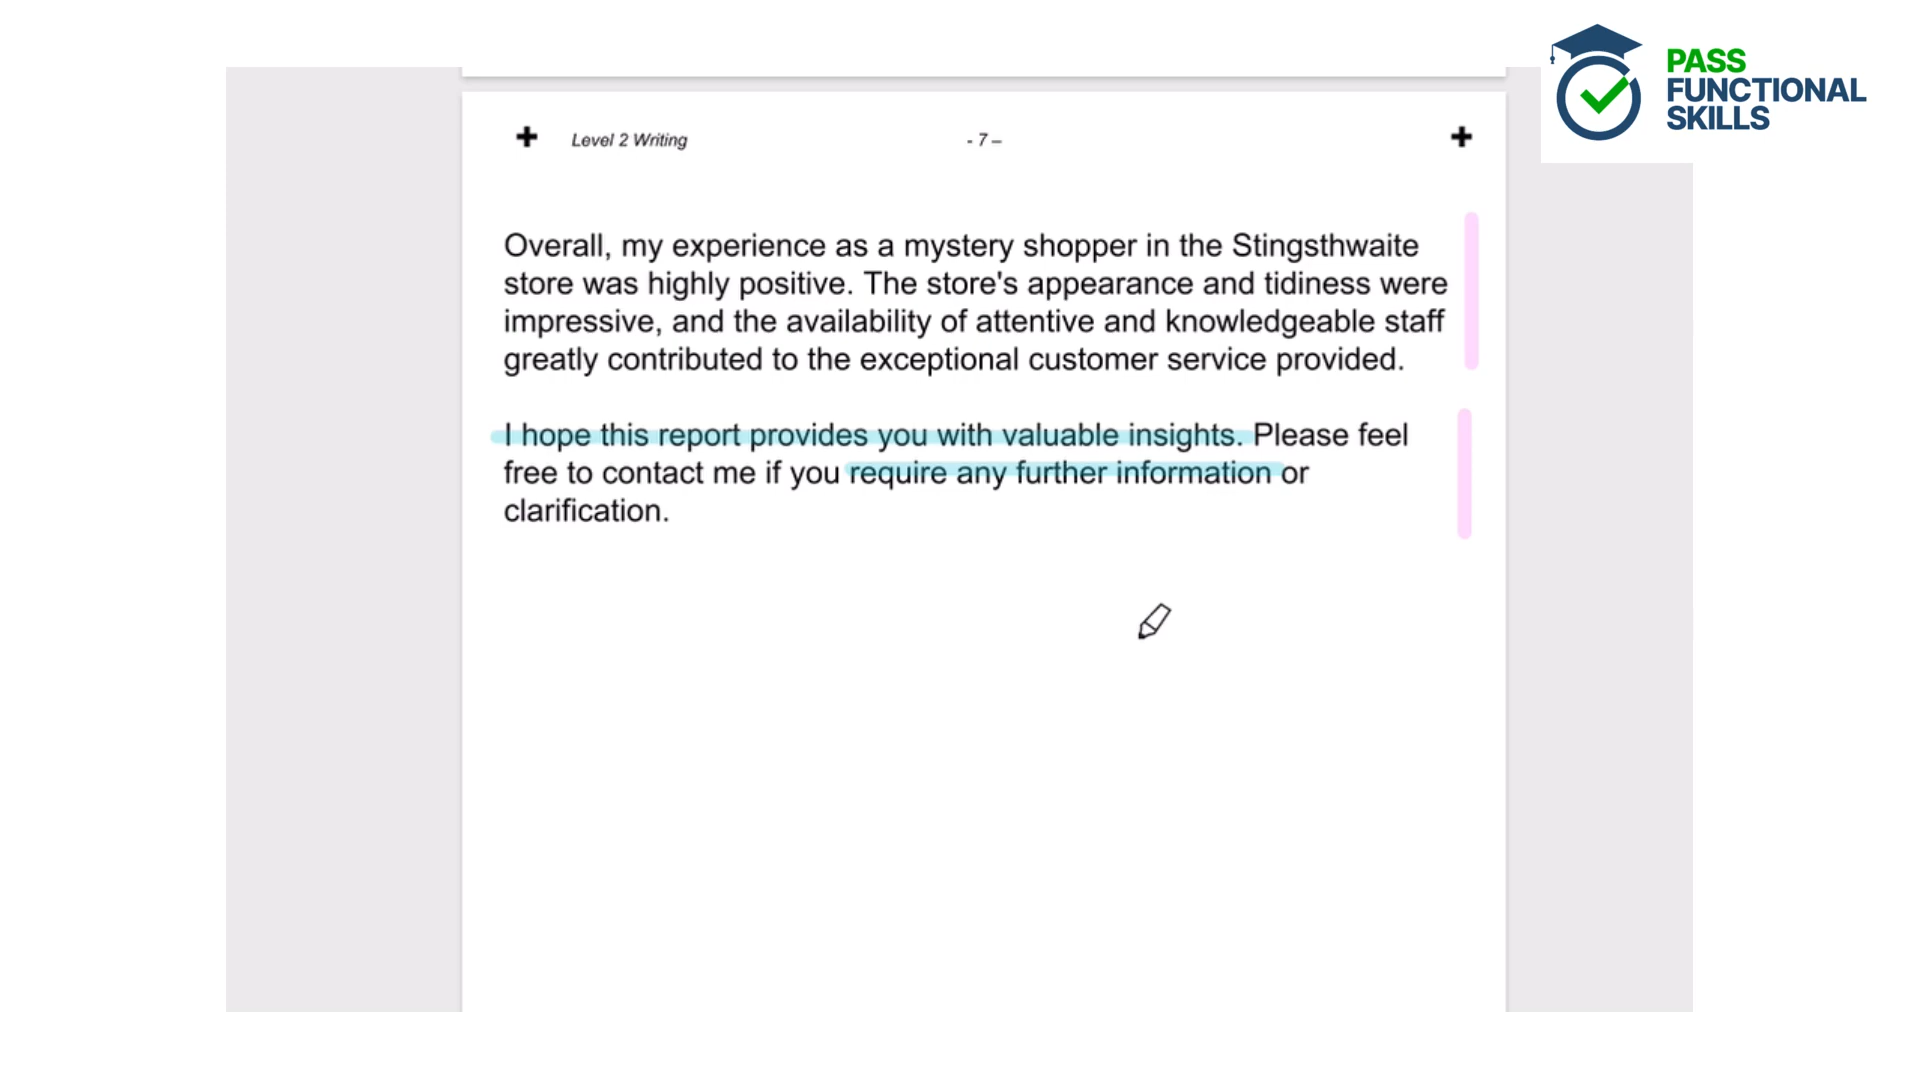 PASS
FUNCTIONAL
SKILLS
Level 2 Writing - 7 –
Overall, my experience as a mystery shopper in the Stingsthwaite
store was highly positive. The store's appearance and tidiness were
impressive, and the availability of attentive and knowledgeable staff
greatly contributed to the exceptional customer service provided.
I hope this report provides you with valuable insights. Please feel
free to contact me if you require any further information or
clarification.